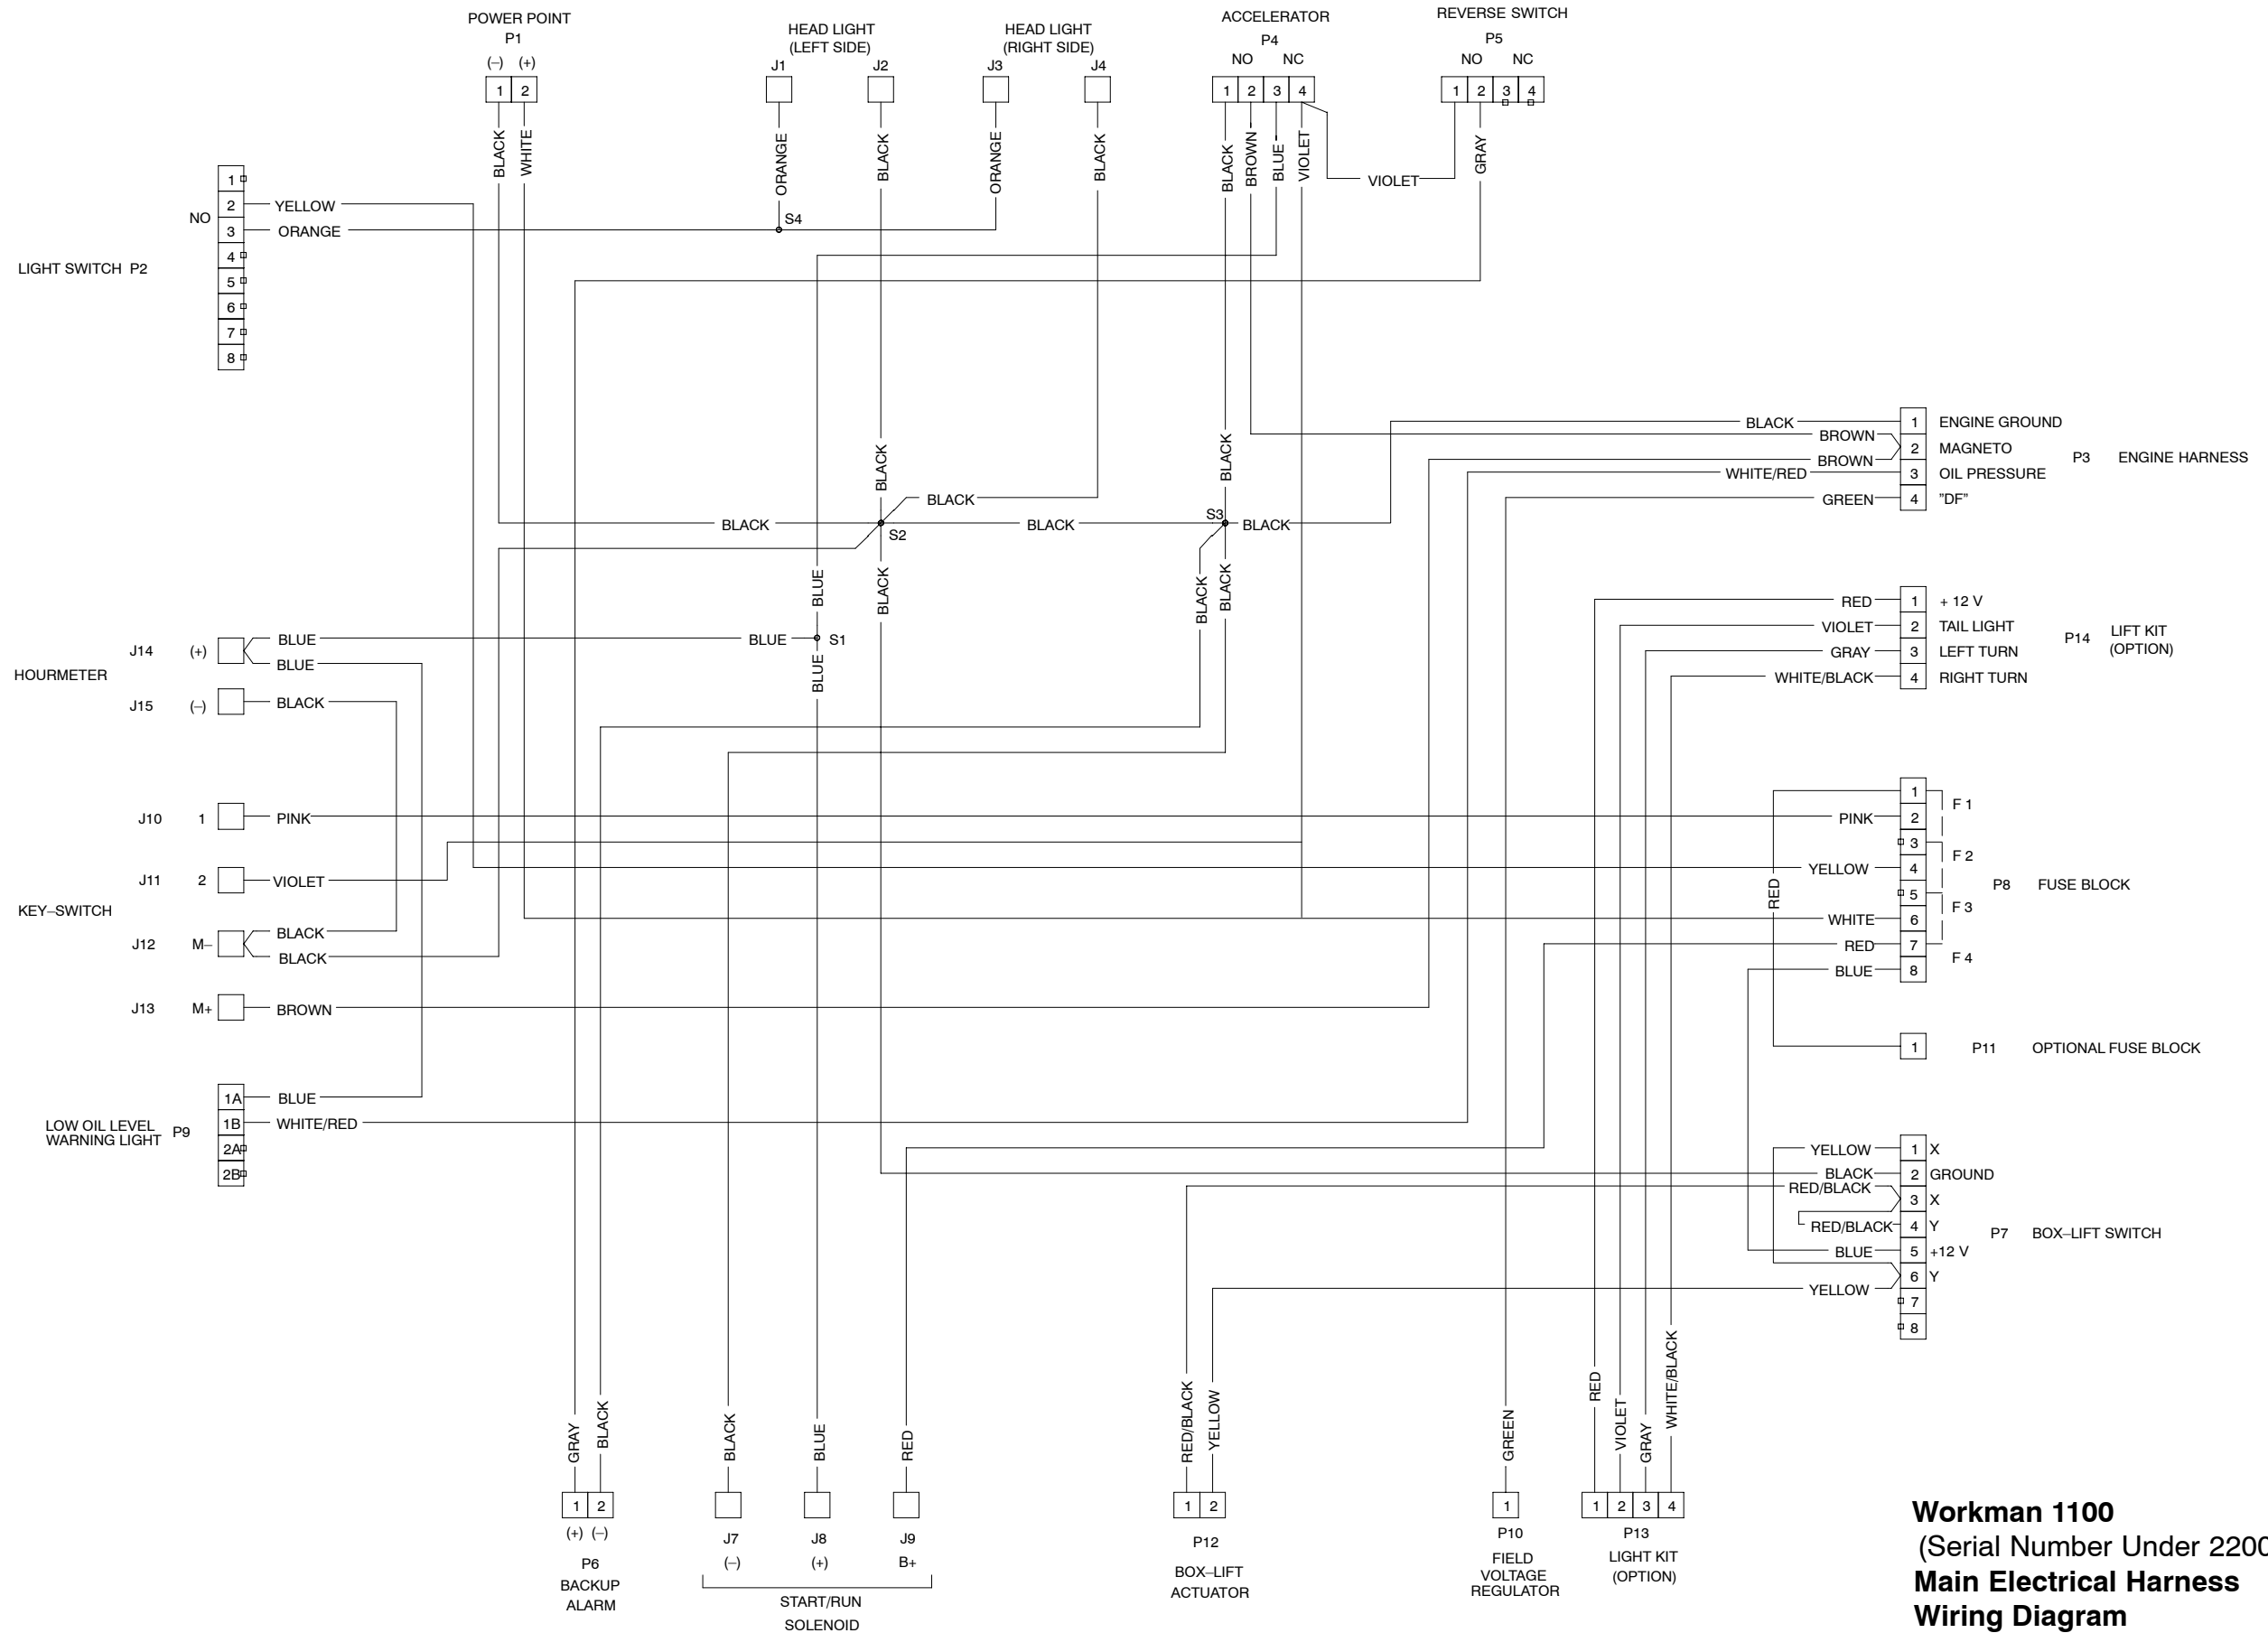 POWER POINT
P1
(–) (+)
1 2
HEAD LIGHT
(LEFT SIDE)
J1 J2
HEAD LIGHT
(RIGHT SIDE)
J3 J4
ACCELERATOR
P4
NO NC
1 2 3 4
REVERSE SWITCH
P5
NO NC
1 2 3 4
BLACK
WHITE
ORANGE
BLACK
ORANGE
BLACK
BLACK
BROWN
BLUE
VIOLET
VIOLET
GRAY
LIGHT SWITCH P2
NO
1
2 YELLOW
3 ORANGE
4
5
6
7
8
S4
BLACK
BLACK
BLACK
BLACK
S2
BLACK
S3
BLACK
BLACK
BLUE
BLACK
BLACK
BLACK
BLUE S1
BLUE
BLACK 1 ENGINE GROUND
BROWN
BROWN
2 MAGNETO
WHITE/RED 3 OIL PRESSURE
GREEN 4 ”DF”
P3 ENGINE HARNESS
RED 1 + 12 V
VIOLET 2 TAIL LIGHT
GRAY 3 LEFT TURN
WHITE/BLACK 4 RIGHT TURN
P14 LIFT KIT
(OPTION)
HOURMETER
J14 (+) BLUE
BLUE
J15 (–) BLACK
KEY–SWITCH
J10 1 PINK
J11 2 VIOLET
J12 M– BLACK
BLACK
J13 M+ BROWN
RED
1
PINK 2
3
YELLOW 4
5
WHITE 6
RED 7
BLUE 8
F 1
F 2
F 3
F 4
P8 FUSE BLOCK
1 P11 OPTIONAL FUSE BLOCK
LOW OIL LEVEL
WARNING LIGHT P9
1A BLUE
1B WHITE/RED
2A
2B
YELLOW 1 X
BLACK 2 GROUND
RED/BLACK 3 X
RED/BLACK 4 Y
BLUE 5 +12 V
6 Y
YELLOW
7
8
P7 BOX–LIFT SWITCH
GRAY
BLACK
BLACK
BLUE
RED
RED/BLACK
YELLOW
GREEN
RED
VIOLET
GRAY
WHITE/BLACK
1 2
(+) (–)
P6
BACKUP
ALARM
J7
(–)
J8
(+)
J9
B+
START/RUN
SOLENOID
1 2
P12
BOX–LIFT
ACTUATOR
1
P10
FIELD
VOLTAGE
REGULATOR
1 2 3 4
P13
LIGHT KIT
(OPTION)
Workman 1100
(Serial Number Under 2200
Main Electrical Harness
Wiring Diagram